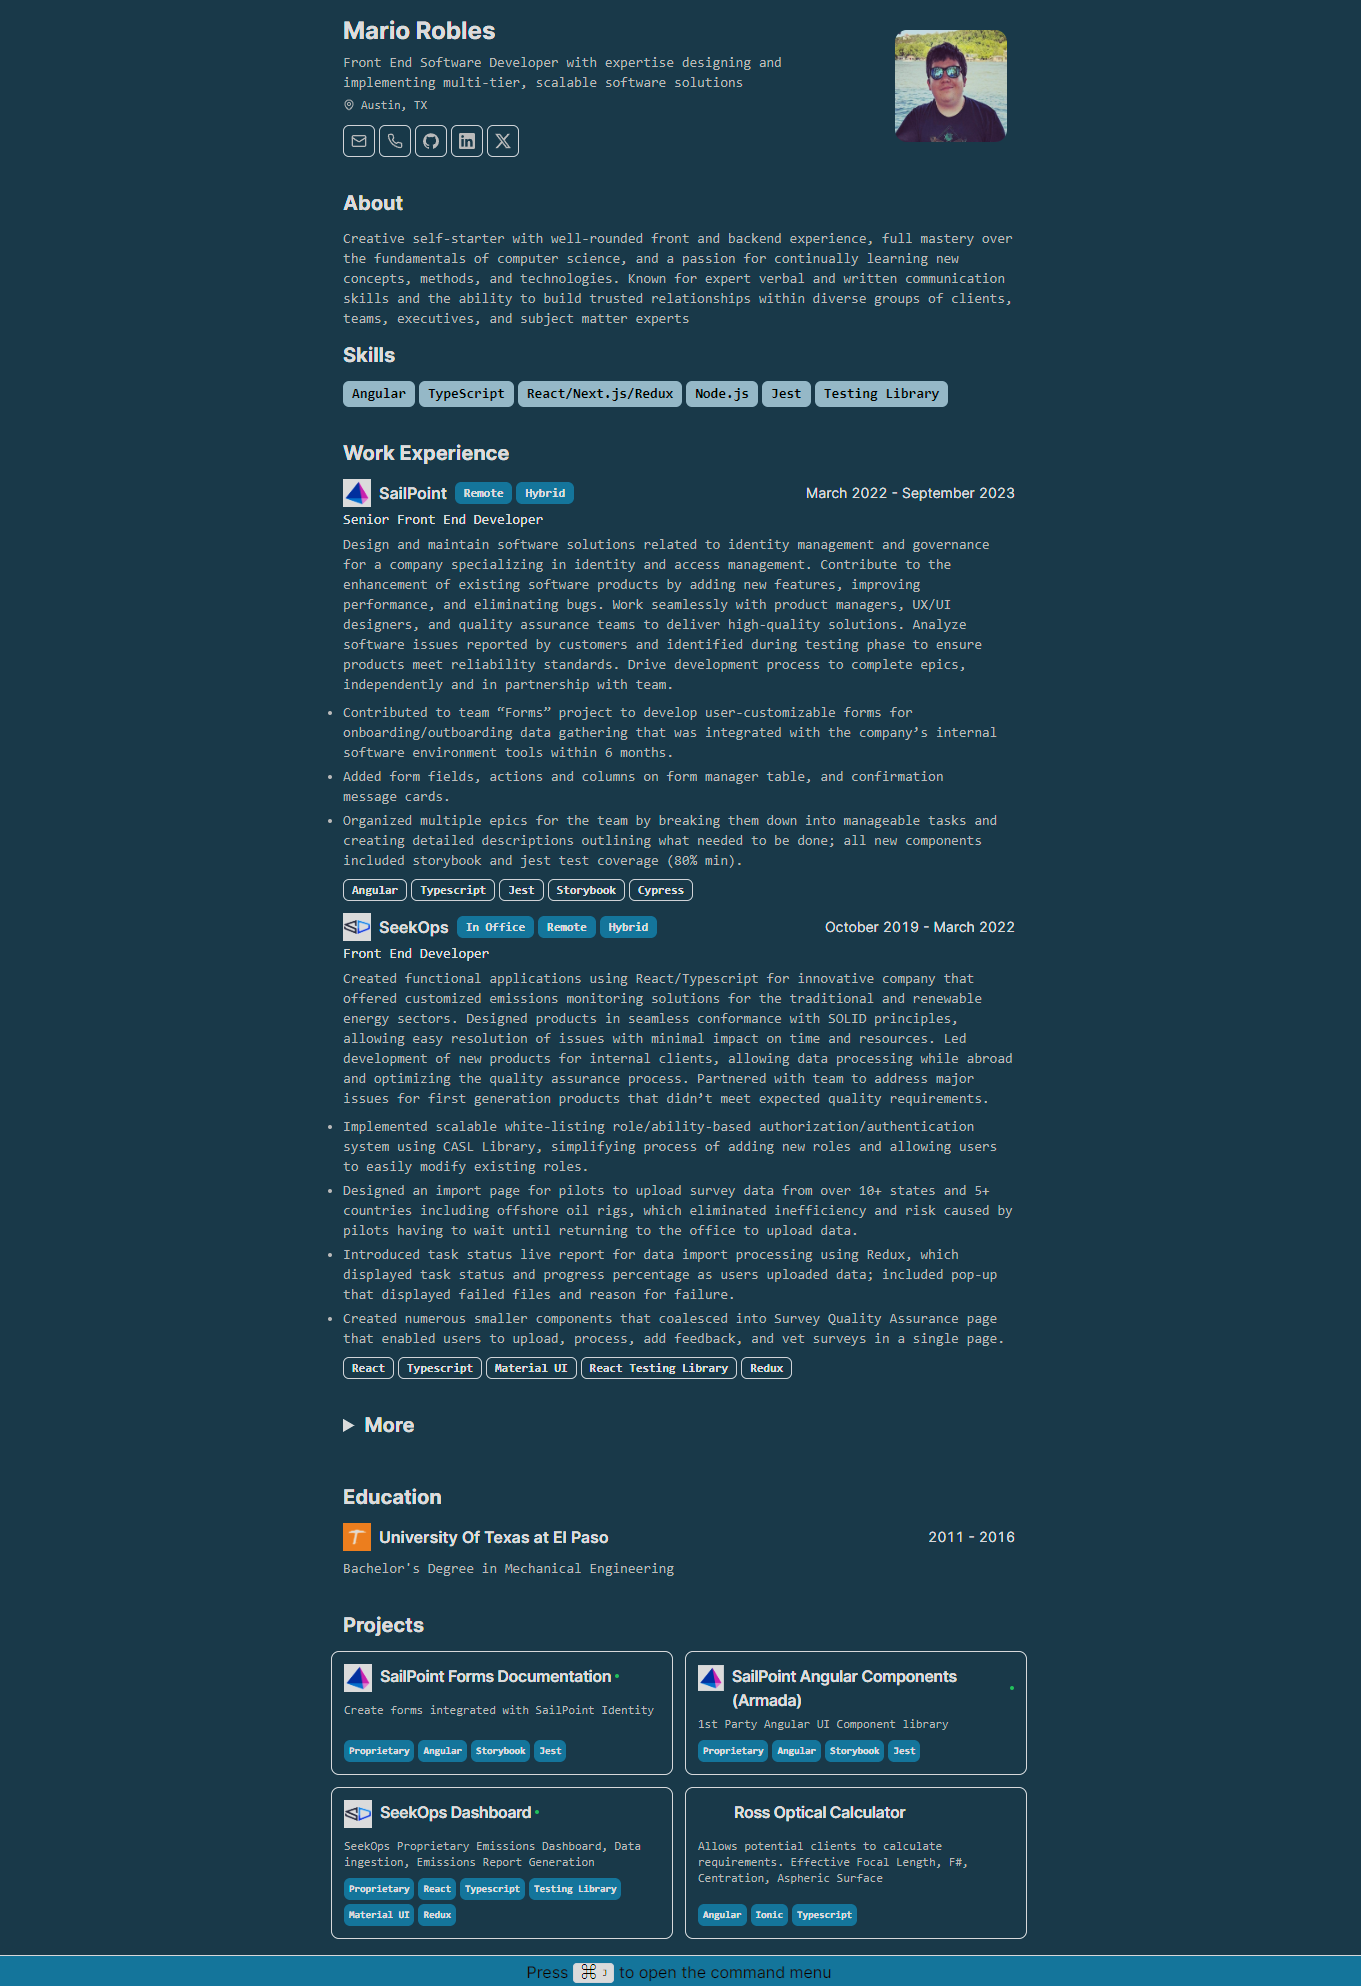 Mario Robles
Front End Software Developer with expertise designing and
implementing multi-tier, scalable software solutions
Austin, TX
About
Creative self-starter with well-rounded front and backend experience, full mastery over
the fundamentals of computer science, and a passion for continually learning new
concepts, methods, and technologies. Known for expert verbal and written communication
skills and the ability to build trusted relationships within diverse groups of clients,
teams, executives, and subject matter experts
Skills
Angular TypeScript React/Next.js/Redux Node.js Jest Testing Library
Work Experience
SailPoint Remote Hybrid March 2022 - September 2023
Senior Front End Developer
Design and maintain software solutions related to identity management and governance
for a company specializing in identity and access management. Contribute to the
enhancement of existing software products by adding new features, improving
performance, and eliminating bugs. Work seamlessly with product managers, UX/UI
designers, and quality assurance teams to deliver high-quality solutions. Analyze
software issues reported by customers and identified during testing phase to ensure
products meet reliability standards. Drive development process to complete epics,
independently and in partnership with team.
• Contributed to team “Forms” project to develop user-customizable forms for
onboarding/outboarding data gathering that was integrated with the company’s internal
software environment tools within 6 months.
• Added form fields, actions and columns on form manager table, and confirmation
message cards.
• Organized multiple epics for the team by breaking them down into manageable tasks and
creating detailed descriptions outlining what needed to be done; all new components
included storybook and jest test coverage (80% min).
Angular Typescript Jest Storybook Cypress
SeekOps In Office Remote Hybrid October 2019 - March 2022
Front End Developer
Created functional applications using React/Typescript for innovative company that
offered customized emissions monitoring solutions for the traditional and renewable
energy sectors. Designed products in seamless conformance with SOLID principles,
allowing easy resolution of issues with minimal impact on time and resources. Led
development of new products for internal clients, allowing data processing while abroad
and optimizing the quality assurance process. Partnered with team to address major
issues for first generation products that didn’t meet expected quality requirements.
• Implemented scalable white-listing role/ability-based authorization/authentication
system using CASL Library, simplifying process of adding new roles and allowing users
to easily modify existing roles.
• Designed an import page for pilots to upload survey data from over 10+ states and 5+
countries including offshore oil rigs, which eliminated inefficiency and risk caused by
pilots having to wait until returning to the office to upload data.
• Introduced task status live report for data import processing using Redux, which
displayed task status and progress percentage as users uploaded data; included pop-up
that displayed failed files and reason for failure.
• Created numerous smaller components that coalesced into Survey Quality Assurance page
that enabled users to upload, process, add feedback, and vet surveys in a single page.
React Typescript Material UI React Testing Library Redux
More
Education
University Of Texas at El Paso 2011 - 2016
Bachelor's Degree in Mechanical Engineering
Projects
SailPoint Forms Documentation
Create forms integrated with SailPoint Identity
Proprietary Angular Storybook Jest
SailPoint Angular Components
(Armada)
1st Party Angular UI Component library
Proprietary Angular Storybook Jest
SeekOps Dashboard
SeekOps Proprietary Emissions Dashboard, Data
ingestion, Emissions Report Generation
Proprietary React Typescript Testing Library
Material UI Redux
Ross Optical Calculator
Allows potential clients to calculate
requirements. Effective Focal Length, F#,
Centration, Aspheric Surface
Angular Ionic Typescript
Press ⌘ J to open the command menu